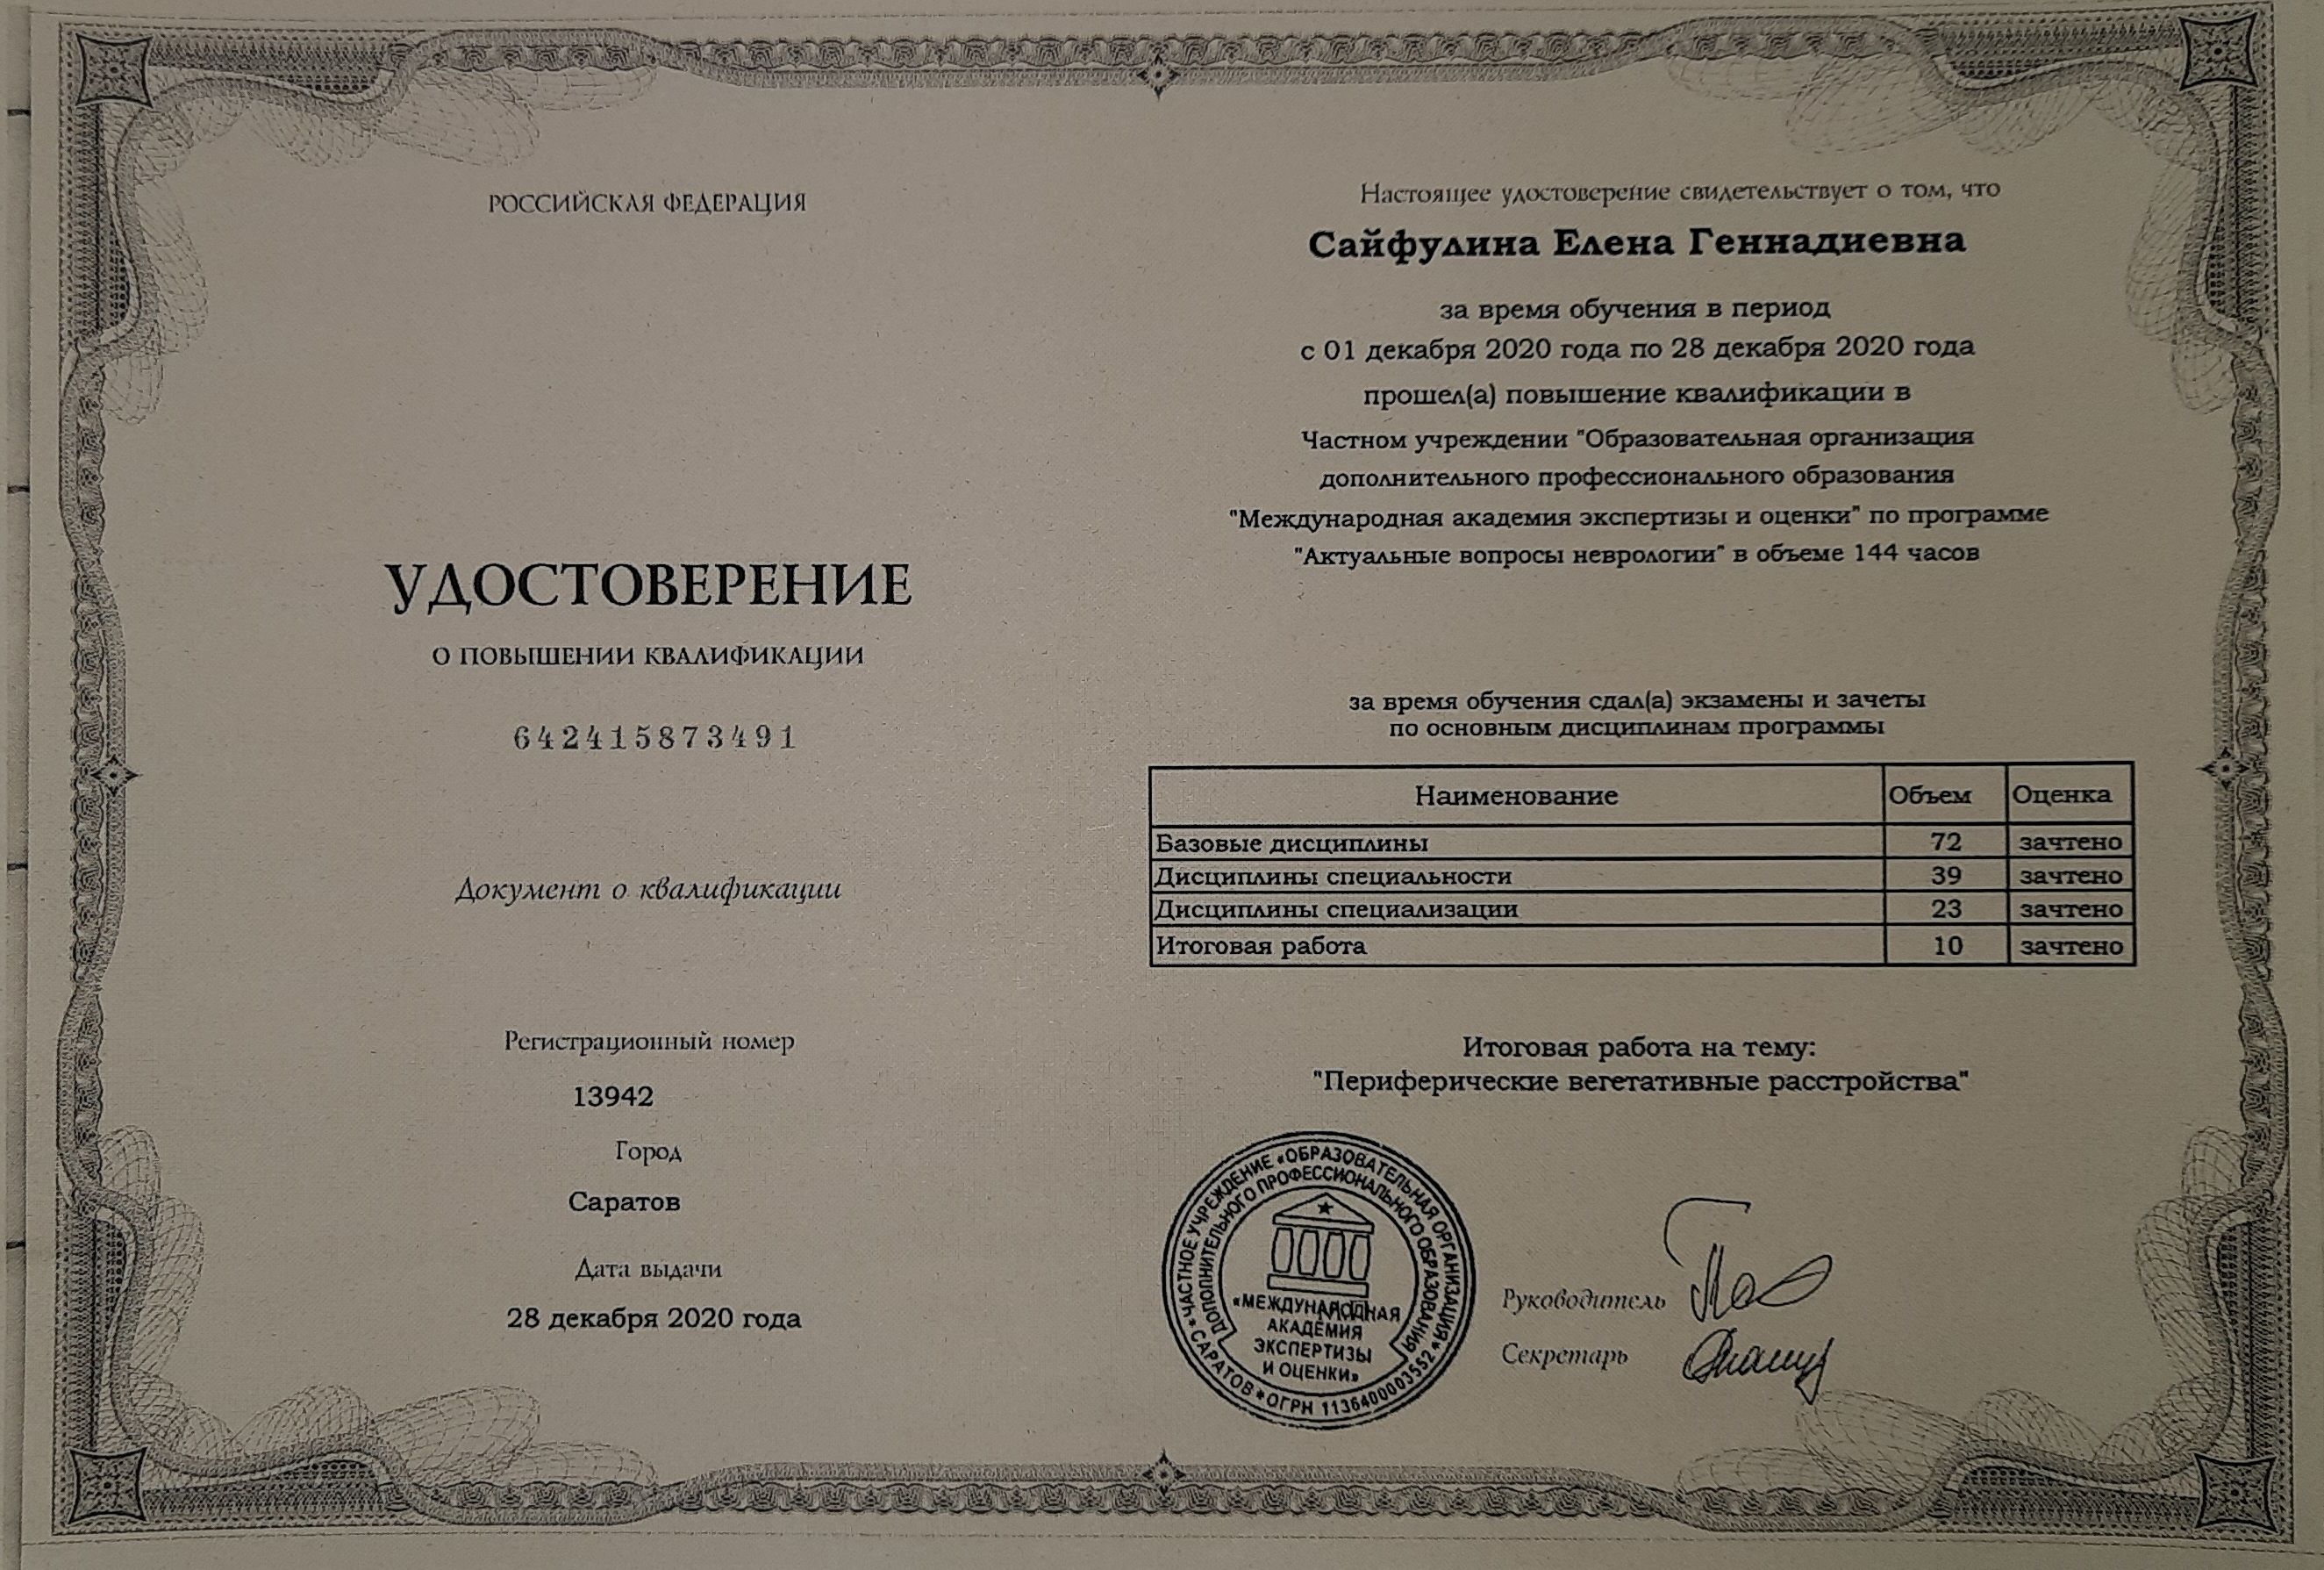 РОССИЙСКАЯ ФЕДЕРАЦИЯ
УДОСТОВЕРЕНИЕ
О ПОВЫШЕНИИ КВАЛИФИКАЦИИ
642415873491
Документ о квалификации
Регистрационный номер
13942
Город
Саратов
Дата выдачи
28 декабря 2020 года
Настоящее удостоверение свидетельствует о том, что
Сайфулина Елена Геннадиевна
за время обучения в период
с 01 декабря 2020 года по 28 декабря 2020 года
прошел(а) повышение квалификации в
Частном учреждении "Образовательная организация
дополнительного профессионального образования
"Международная академия экспертизы и оценки" по программе
"Актуальные вопросы неврологии" в объеме 144 часов
за время обучения сдал(а) экзамены и зачеты
по основным дисциплинам программы
Наименование Объем Оценка
Базовые дисциплины 72 зачтено
Дисциплины специальности 39 зачтено
Дисциплины специализации 23 зачтено
Итоговая работа 10 зачтено
Итоговая работа на тему:
"Периферические вегетативные расстройства"
ЧАСТНОЕ УЧРЕЖДЕНИЕ «ОБРАЗОВАТЕЛЬНАЯ ОРГАНИЗАЦИЯ
ДОПОЛНИТЕЛЬНОГО ПРОФЕССИОНАЛЬНОГО ОБРАЗОВАНИЯ
«МЕЖДУНАРОДНАЯ
АКАДЕМИЯ
ЭКСПЕРТИЗЫ
И ОЦЕНКИ»
* САРАТОВ * ОГРН 1136400003552 *
Руководитель
Секретарь